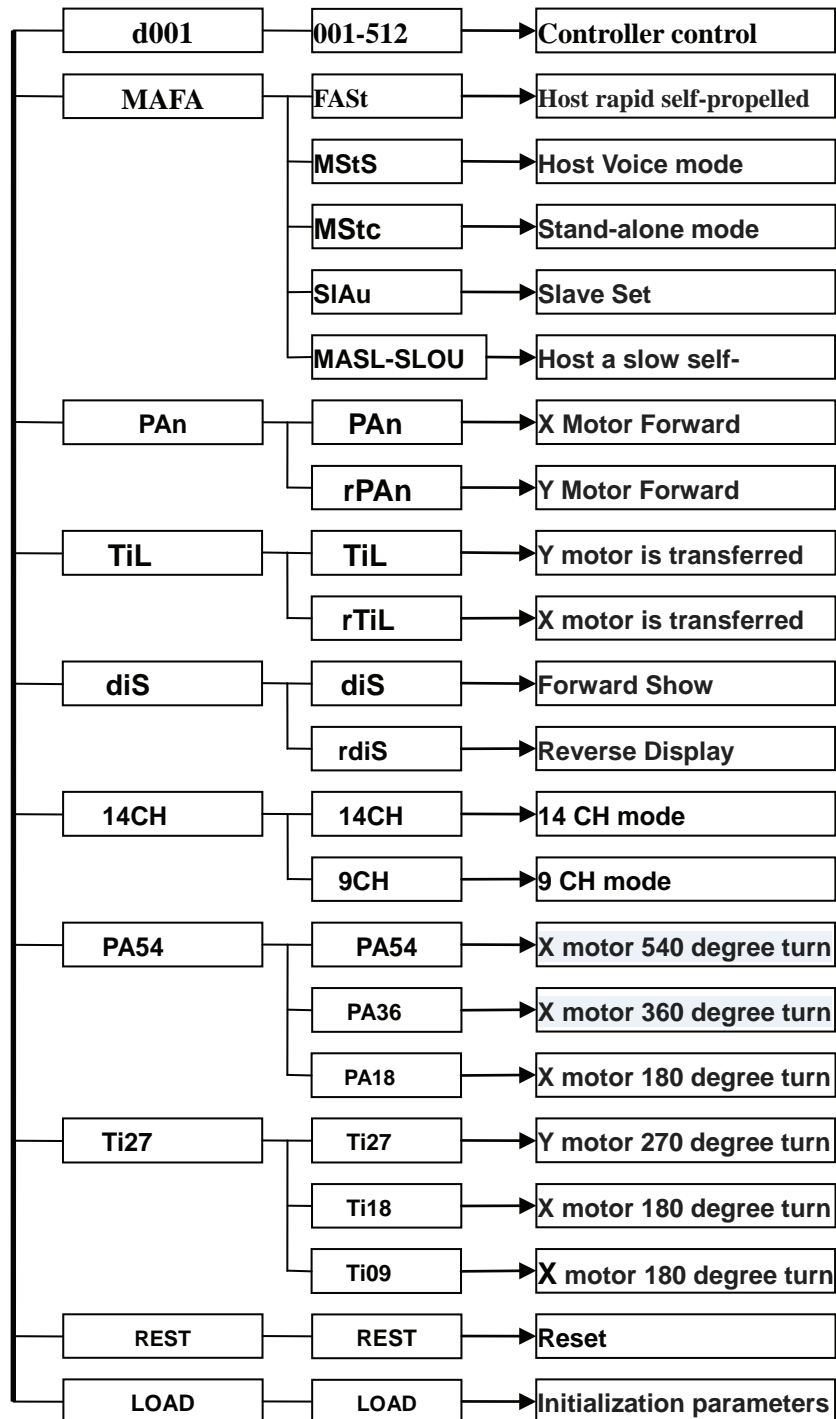 d001 001-512 Controller control
MAFA FASt Host rapid self-propelled
MStS Host Voice mode
MStc Stand-alone mode
SlAu Slave Set
MASL-SLOU Host a slow self-
PAn PAn X Motor Forward
rPAn Y Motor Forward
TiL TiL Y motor is transferred
rTiL X motor is transferred
diS diS Forward Show
rdiS Reverse Display
14CH 14CH 14 CH mode
9CH 9 CH mode
PA54 PA54 X motor 540 degree turn
PA36 X motor 360 degree turn
PA18 X motor 180 degree turn
Ti27 Ti27 Y motor 270 degree turn
Ti18 X motor 180 degree turn
Ti09 X motor 180 degree turn
REST REST Reset
LOAD LOAD Initialization parameters